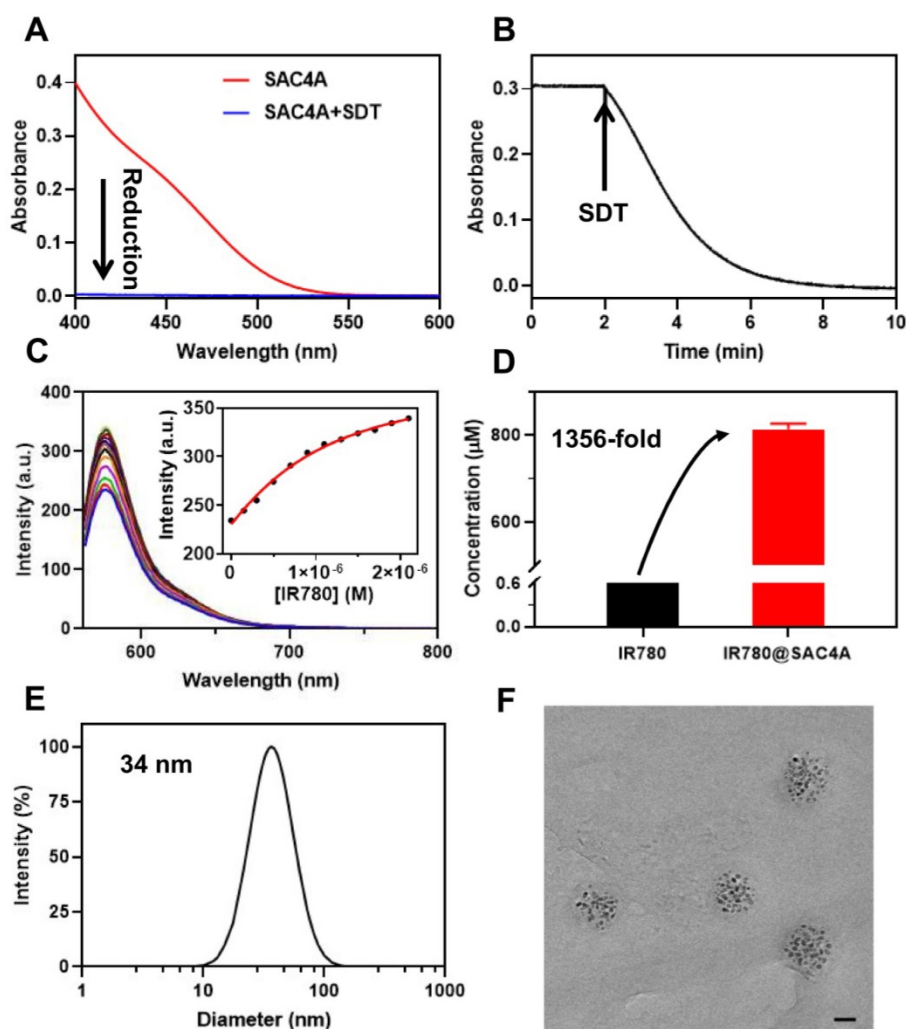 A
0.4
0.3
0.2
0.1
0.0
Absorbance
SAC4A
SAC4A+SDT
Reduction
400
450
500
550
600
Wavelength (nm)
B
0.3
0.2
0.1
0.0
Absorbance
SDT
0
2
4
6
8
10
Time (min)
C
400
300
200
100
0
Intensity (a.u.)
350
300
250
200
Intensity (a.u.)
0
1×10⁻⁶
2×10⁻⁶
[IR780] (M)
600
700
800
Wavelength (nm)
D
1356-fold
800
600
0.6
0.0
Concentration (μM)
IR780
IR780@SAC4A
E
34 nm
100
75
50
25
0
Intensity (%)
1
10
100
1000
Diameter (nm)
F